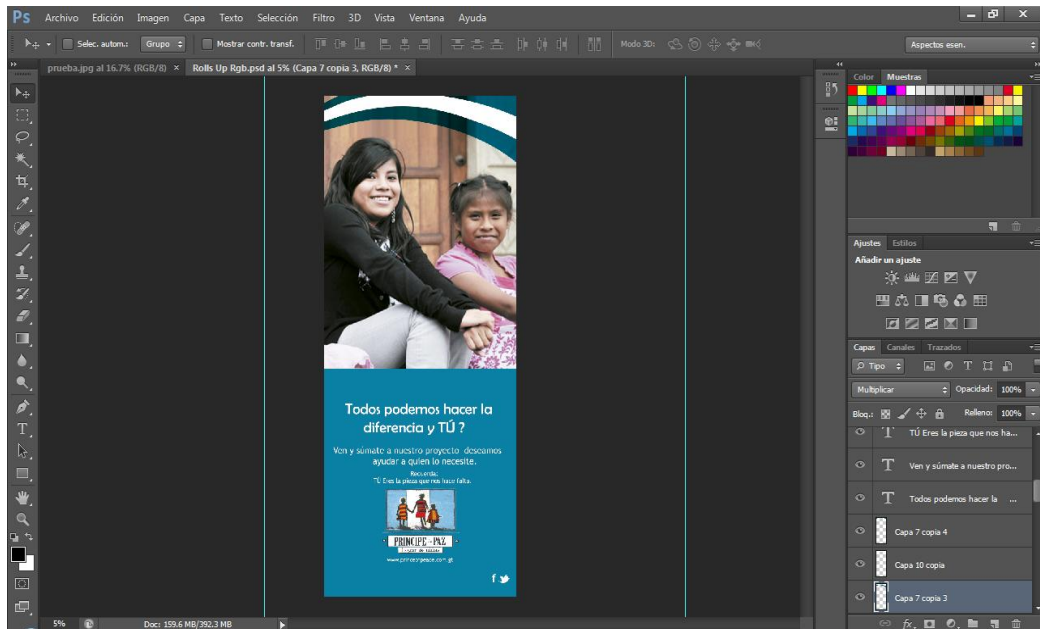 Ps Archivo Edición Imagen Capa Texto Selección Filtro 3D Vista Ventana Ayuda
Selec. autom.: Grupo Mostrar contr. transf. Modo 3D: Aspectos esen.
prueba.jpg al 16.7% (RGB/8) × Rolls Up Rgb.psd al 5% (Capa 7 copia 3, RGB/8) * ×
Color Muestras
Ajustes Estilos
Añadir un ajuste
Capas Canales Trazados
Tipo
Multiplicar Opacidad: 100%
Bloq.: Relleno: 100%
TÚ Eres la pieza que nos ha...
Ven y súmate a nuestro pro...
Todos podemos hacer la ...
Capa 7 copia 4
Capa 10 copia
Capa 7 copia 3
Todos podemos hacer la
diferencia y TÚ ?
Ven y súmate a nuestro proyecto deseamos
ayudar a quien lo necesite.
Recuerda:
TÚ Eres la pieza que nos hace falta.
PRINCIPE - PAZ
5% Doc: 159.6 MB/392.3 MB